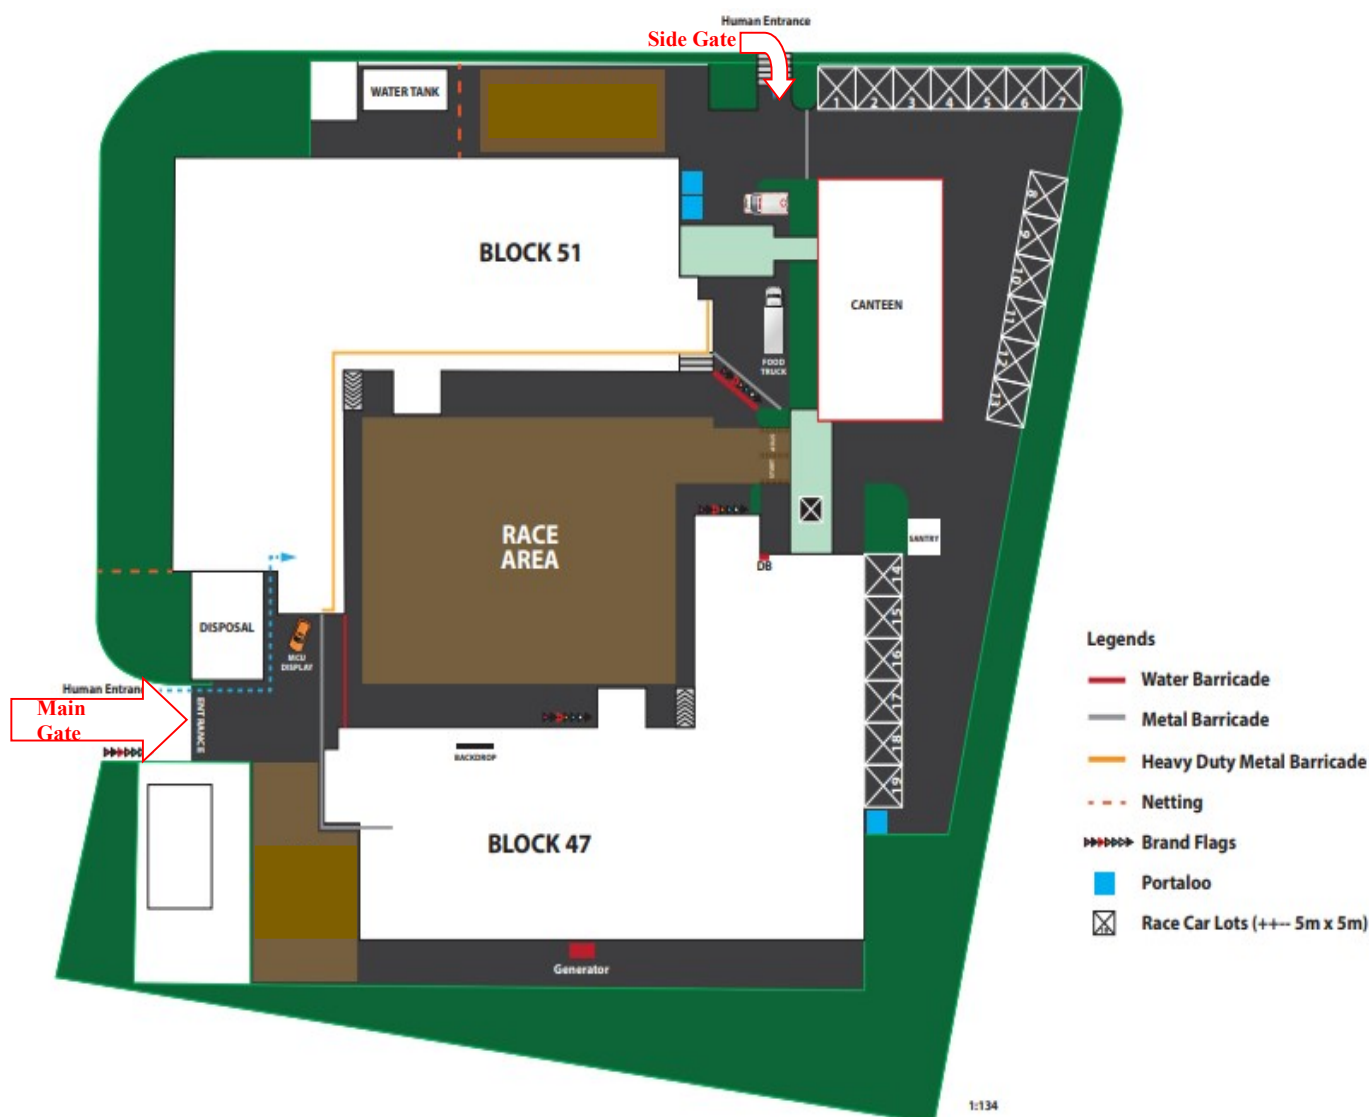 Human Entrance
Side Gate
WATER TANK
1
2
3
4
5
6
7
8
9
10
11
12
13
BLOCK 51
CANTEEN
FOOD
TRUCK
START
RACE
AREA
SANTRY
DB
14
15
16
17
18
19
DISPOSAL
MCU
DISPLAY
Human Entranc
Main
Gate
ENTRANCE
BACKDROP
BLOCK 47
Generator
Legends
Water Barricade
Metal Barricade
Heavy Duty Metal Barricade
Netting
Brand Flags
Portaloo
Race Car Lots (++-- 5m x 5m)
1:134